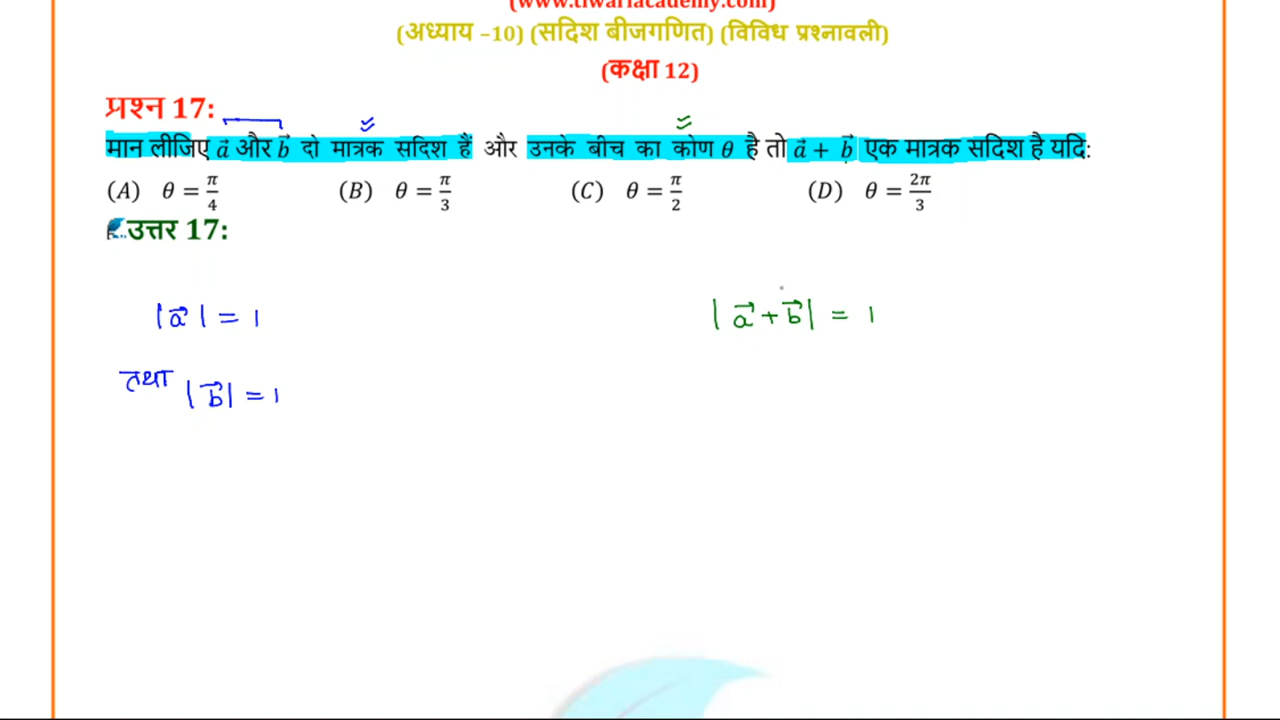 (www.tiwariacademy.com)
(अध्याय –10) (सदिश बीजगणित) (विविध प्रश्नावली)
(कक्षा 12)
प्रश्न 17:
मान लीजिए a⃗ और b⃗ दो मात्रक सदिश हैं और उनके बीच का कोण θ है तो a⃗ + b⃗ एक मात्रक सदिश है यदि:
(A) θ = π/4 (B) θ = π/3 (C) θ = π/2 (D) θ = 2π/3
उत्तर 17:
|a⃗| = 1 |a⃗ + b⃗| = 1
तथा |b⃗| = 1